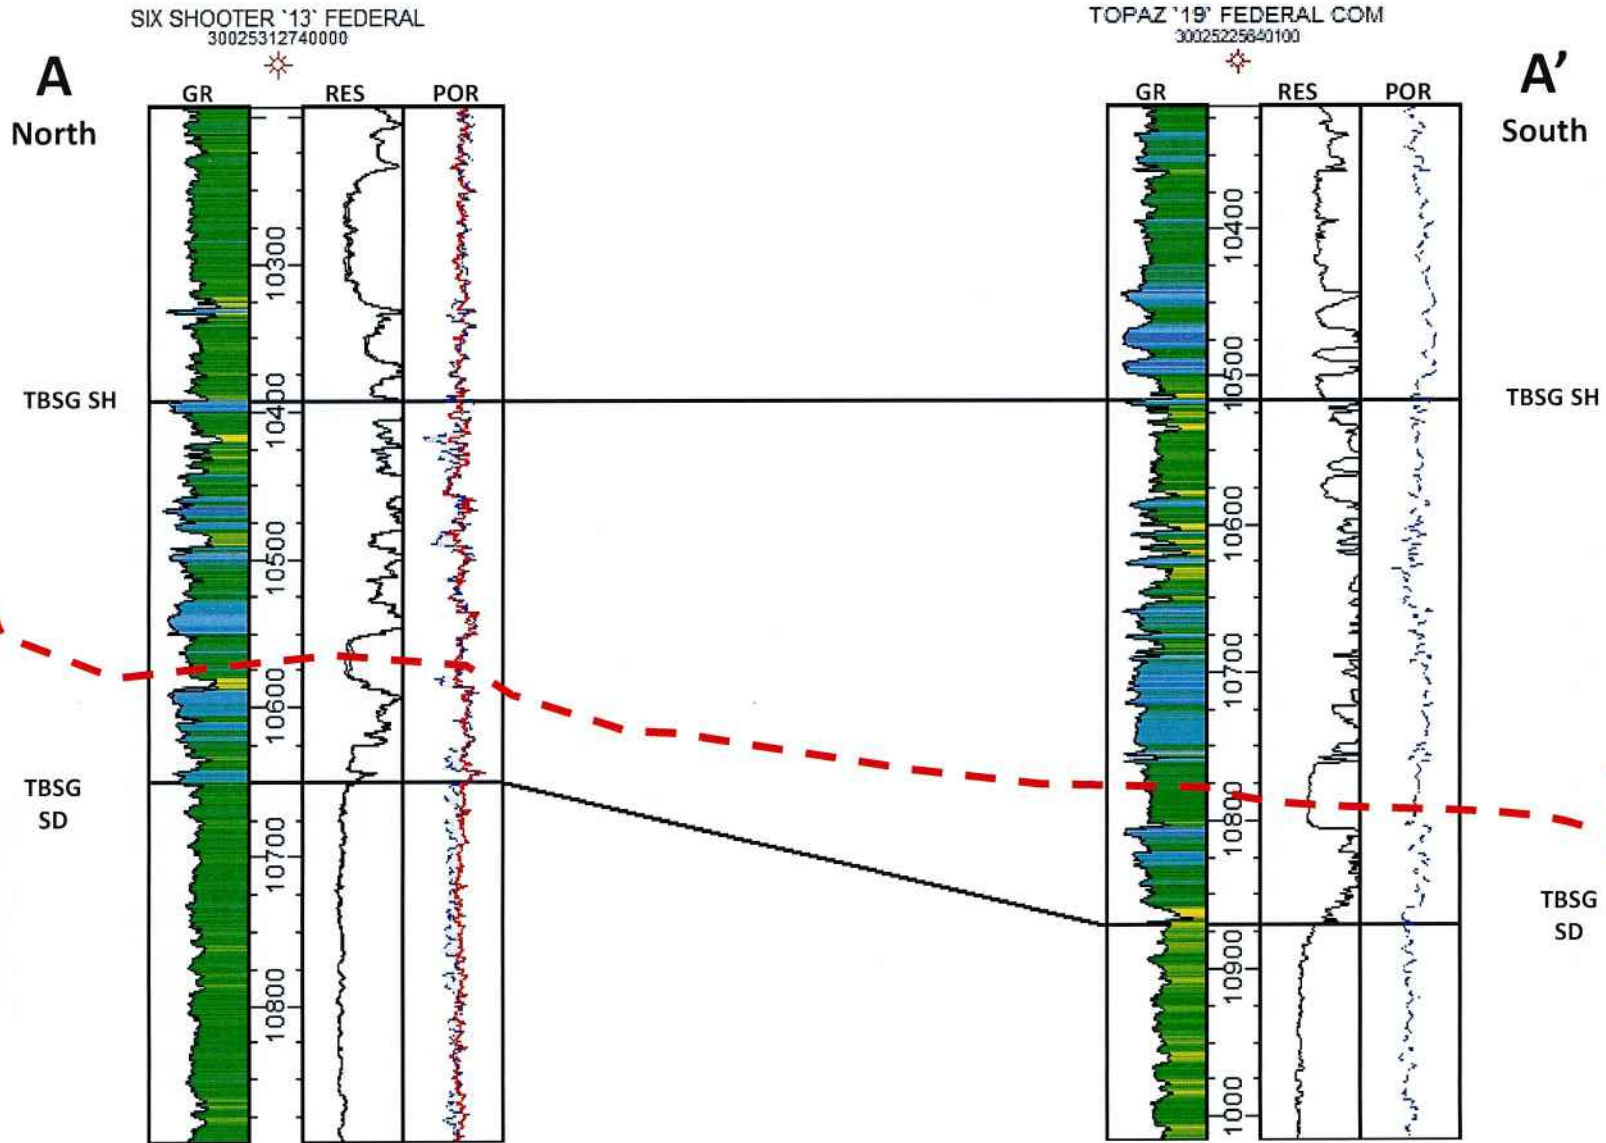 SIX SHOOTER `13` FEDERAL
30025312740000
TOPAZ `19` FEDERAL COM
30025225640100
A
North
GR
RES
POR
GR
RES
POR
A’
South
10300
10400
10500
10600
10700
10800
10400
10500
10600
10700
10800
10900
11000
TBSG SH
TBSG SH
TBSG
SD
TBSG
SD